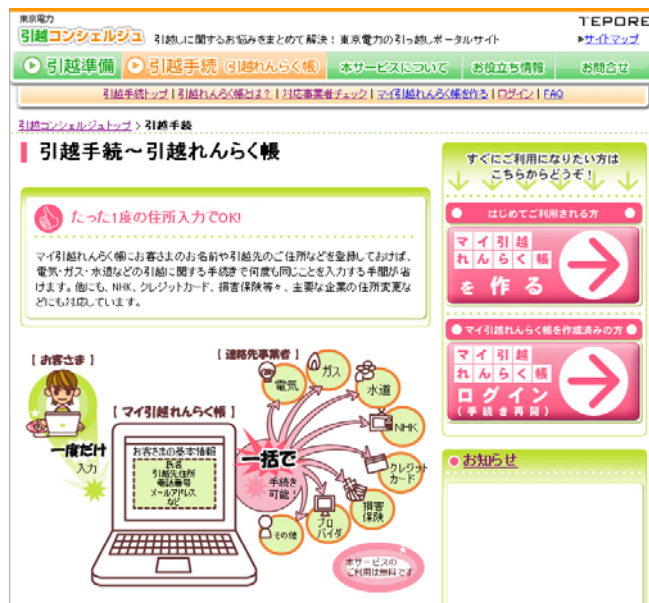 東京電力
引越コンシェルジュ 引越しに関するお悩みをまとめて解決!東京電力の引っ越しポータルサイト
TEPORE
▶サイトマップ
引越準備 引越手続(引越れんらく帳) 本サービスについて お役立ち情報 お問合せ
引越手続トップ | 引越れんらく帳とは? | 対応事業者チェック | マイ引越れんらく帳を作る | ログイン | FAQ
引越コンシェルジュトップ > 引越手続
引越手続～引越れんらく帳
たった1度の住所入力でOK!
マイ引越れんらく帳にお客さまのお名前や引越先のご住所などを登録しておけば、
電気・ガス・水道などの引越に関する手続きで何度も同じことを入力する手間が省
けます。他にも、NHK、クレジットカード、損害保険等々、主要な企業の住所変更な
どにも対応しています。
【お客さま】
一度だけ
入力
【マイ引越れんらく帳】
お客さまの基本情報
氏名
引越先住所
電話番号
メールアドレス
など
【連絡先事業者】
一括で
手続き
可能!
電気
ガス
水道
NHK
クレジット
カード
損害
保険
プロ
バイダ
その他
本サービスの
ご利用は無料です
すぐにご利用になりたい方は
こちらからどうぞ!
はじめてご利用される方
マイ引越
れんらく帳
を作る
マイ引越れんらく帳を作成済みの方
マイ引越
れんらく帳
ログイン
(手続き再開)
お知らせ